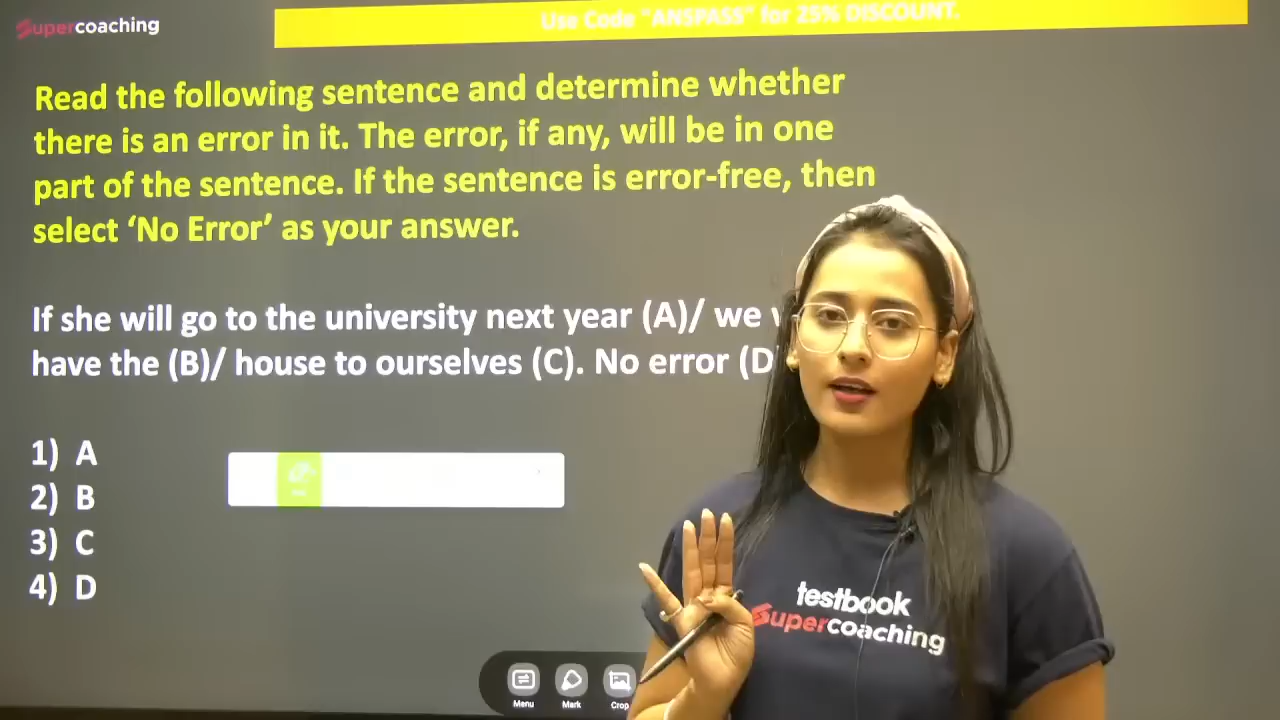 Supercoaching
Use Code "ANSPASS" for 25% DISCOUNT.
Read the following sentence and determine whether
there is an error in it. The error, if any, will be in one
part of the sentence. If the sentence is error-free, then
select ‘No Error’ as your answer.
If she will go to the university next year (A)/ we
have the (B)/ house to ourselves (C). No error (D
1) A
2) B
3) C
4) D
testbook
Supercoaching
Menu
Mark
Crop